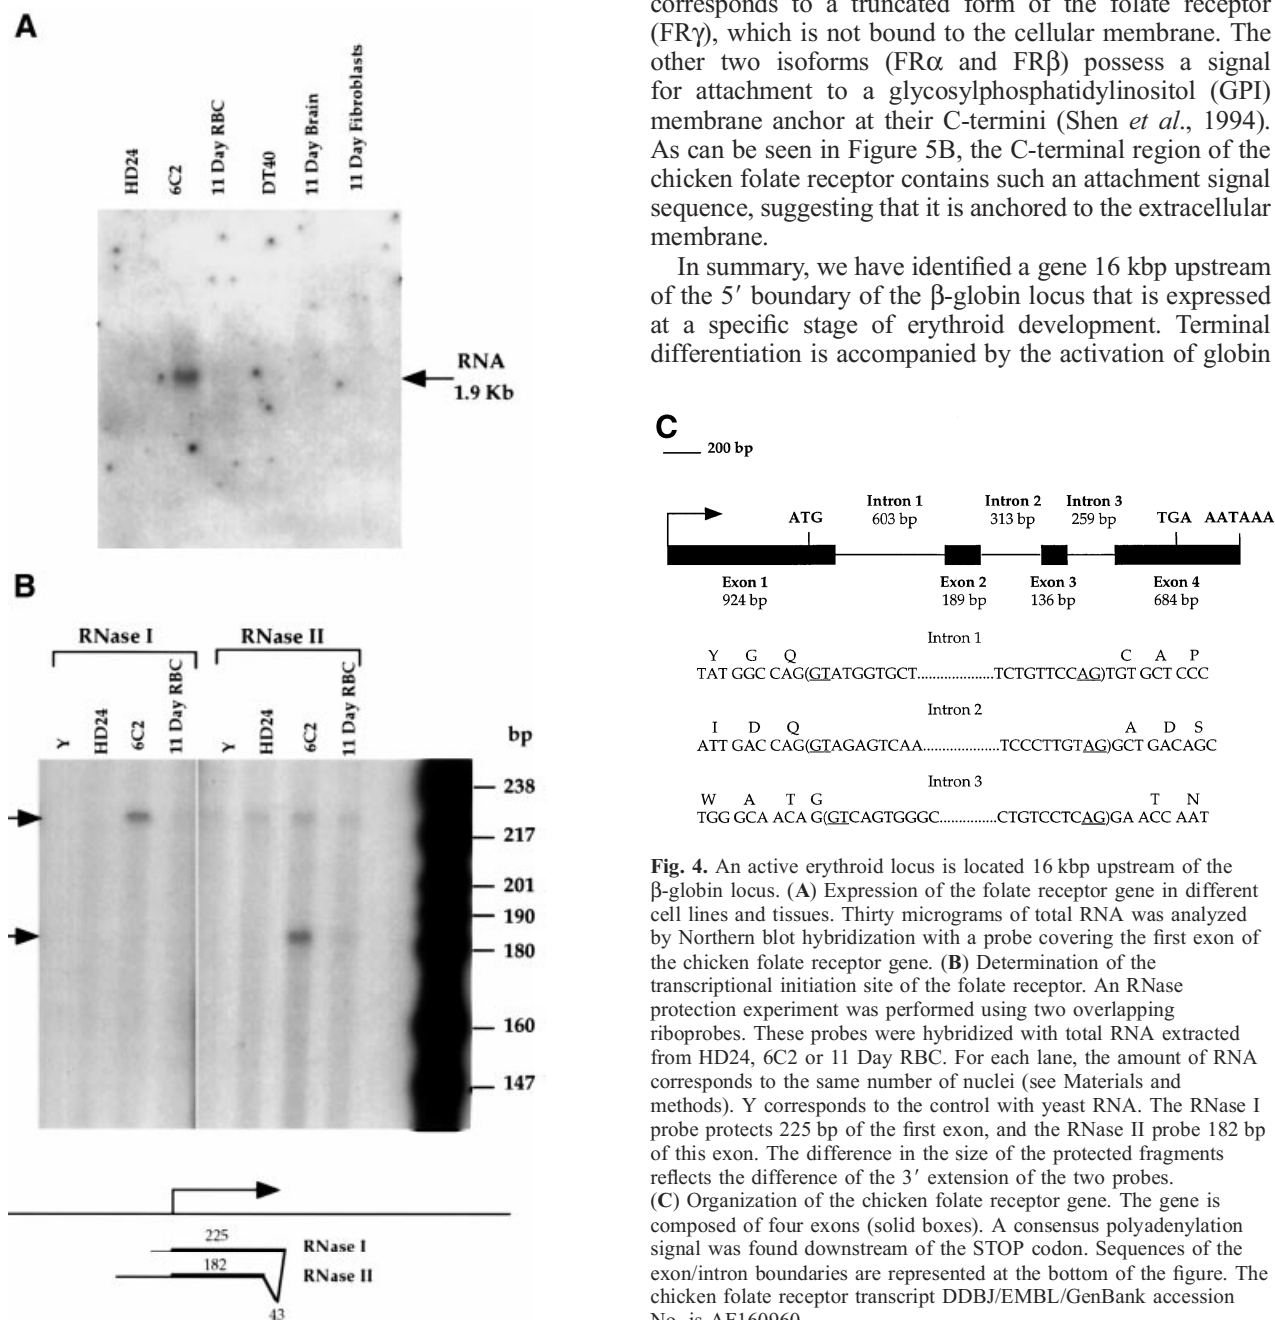 A
HD24
6C2
11 Day RBC
DT40
11 Day Brain
11 Day Fibroblasts
RNA
1.9 Kb
B
RNase I
RNase II
Y
HD24
6C2
11 Day RBC
Y
HD24
6C2
11 Day RBC
bp
238
217
201
190
180
160
147
225
RNase I
182
RNase II
43
corresponds to a truncated form of the folate receptor
(FRγ), which is not bound to the cellular membrane. The
other two isoforms (FRα and FRβ) possess a signal
for attachment to a glycosylphosphatidylinositol (GPI)
membrane anchor at their C-termini (Shen et al., 1994).
As can be seen in Figure 5B, the C-terminal region of the
chicken folate receptor contains such an attachment signal
sequence, suggesting that it is anchored to the extracellular
membrane.
In summary, we have identified a gene 16 kbp upstream
of the 5′ boundary of the β-globin locus that is expressed
at a specific stage of erythroid development. Terminal
differentiation is accompanied by the activation of globin
C
200 bp
Intron 1 Intron 2 Intron 3
ATG 603 bp 313 bp 259 bp TGA AATAAA
Exon 1 Exon 2 Exon 3 Exon 4
924 bp 189 bp 136 bp 684 bp
Intron 1
Y G Q C A P
TAT GGC CAG(GTATGGTGCT....................TCTGTTCCAG)TGT GCT CCC
Intron 2
I D Q A D S
ATT GAC CAG(GTAGAGTCAA....................TCCCTTGTAG)GCT GACAGC
Intron 3
W A T G T N
TGG GCA ACA G(GTCAGTGGGC...............CTGTCCTCAG)GA ACC AAT
Fig. 4. An active erythroid locus is located 16 kbp upstream of the
β-globin locus. (A) Expression of the folate receptor gene in different
cell lines and tissues. Thirty micrograms of total RNA was analyzed
by Northern blot hybridization with a probe covering the first exon of
the chicken folate receptor gene. (B) Determination of the
transcriptional initiation site of the folate receptor. An RNase
protection experiment was performed using two overlapping
riboprobes. These probes were hybridized with total RNA extracted
from HD24, 6C2 or 11 Day RBC. For each lane, the amount of RNA
corresponds to the same number of nuclei (see Materials and
methods). Y corresponds to the control with yeast RNA. The RNase I
probe protects 225 bp of the first exon, and the RNase II probe 182 bp
of this exon. The difference in the size of the protected fragments
reflects the difference of the 3′ extension of the two probes.
(C) Organization of the chicken folate receptor gene. The gene is
composed of four exons (solid boxes). A consensus polyadenylation
signal was found downstream of the STOP codon. Sequences of the
exon/intron boundaries are represented at the bottom of the figure. The
chicken folate receptor transcript DDBJ/EMBL/GenBank accession
No. is AF160960